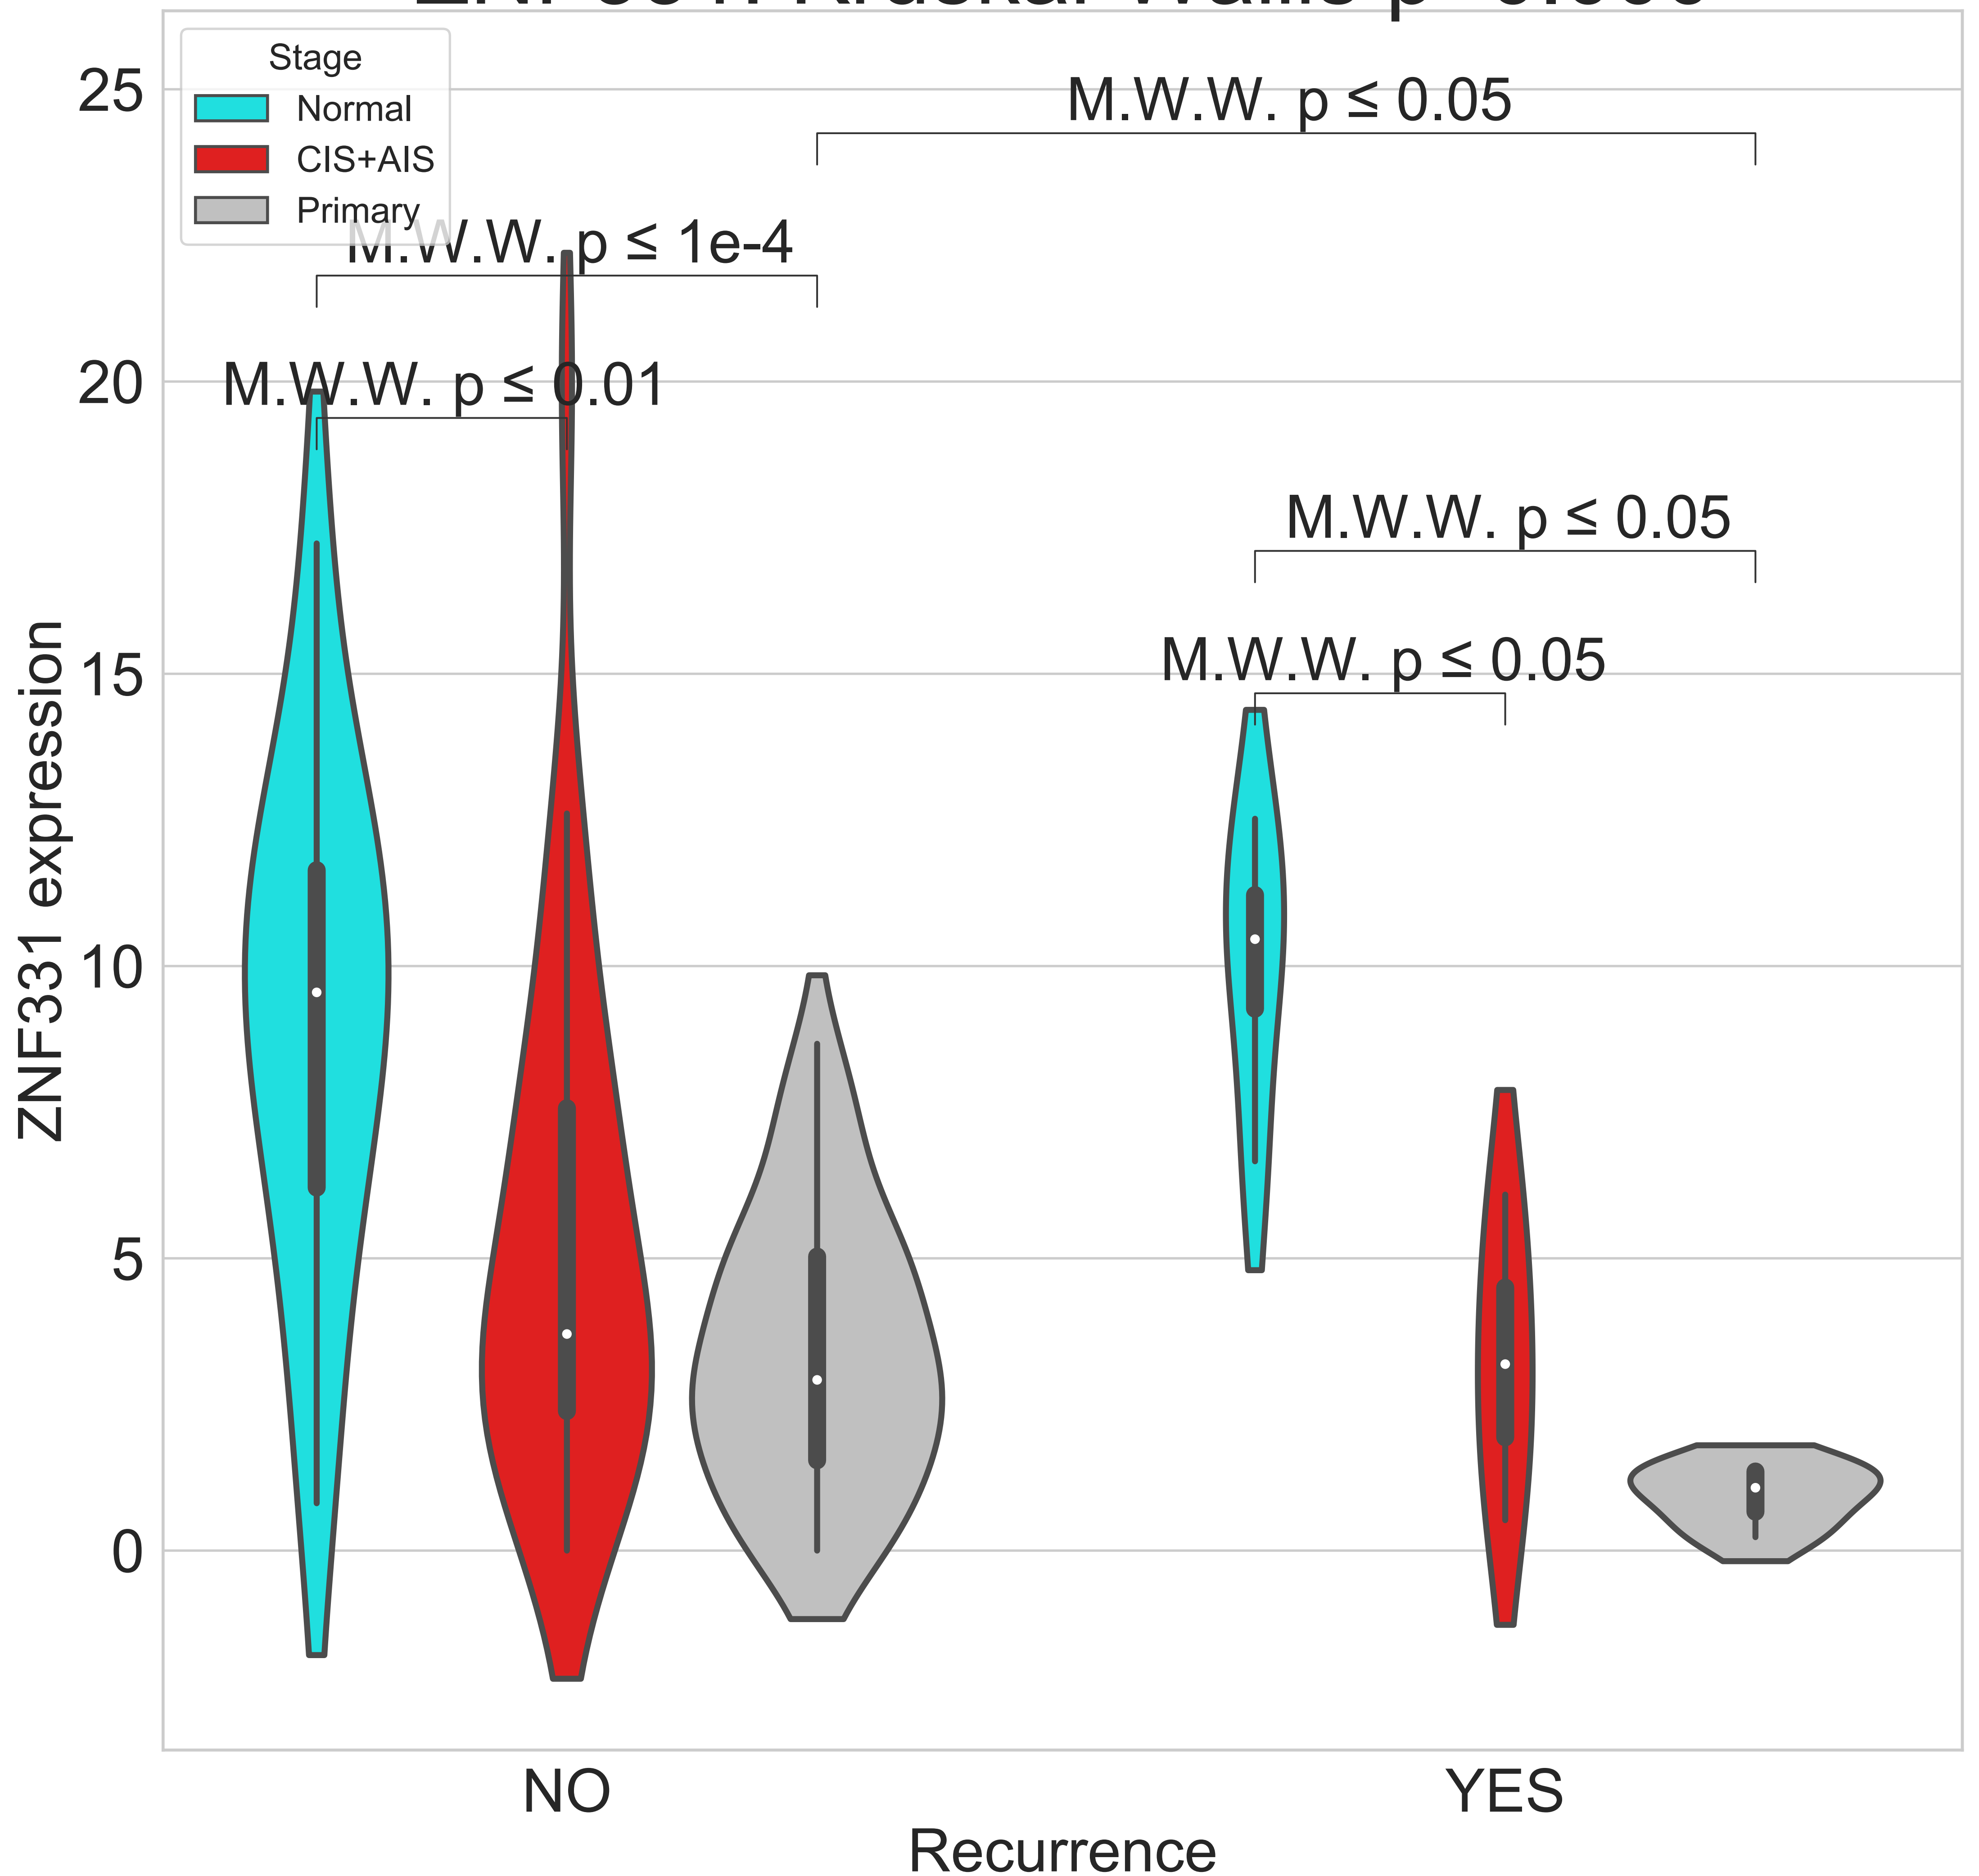 Stage
Normal
CIS+AIS
Primary
M.W.W. p ≤ 0.05
M.W.W. p ≤ 1e-4
M.W.W. p ≤ 0.01
M.W.W. p ≤ 0.05
M.W.W. p ≤ 0.05
25
20
15
10
5
0
ZNF331 expression
NO
YES
Recurrence